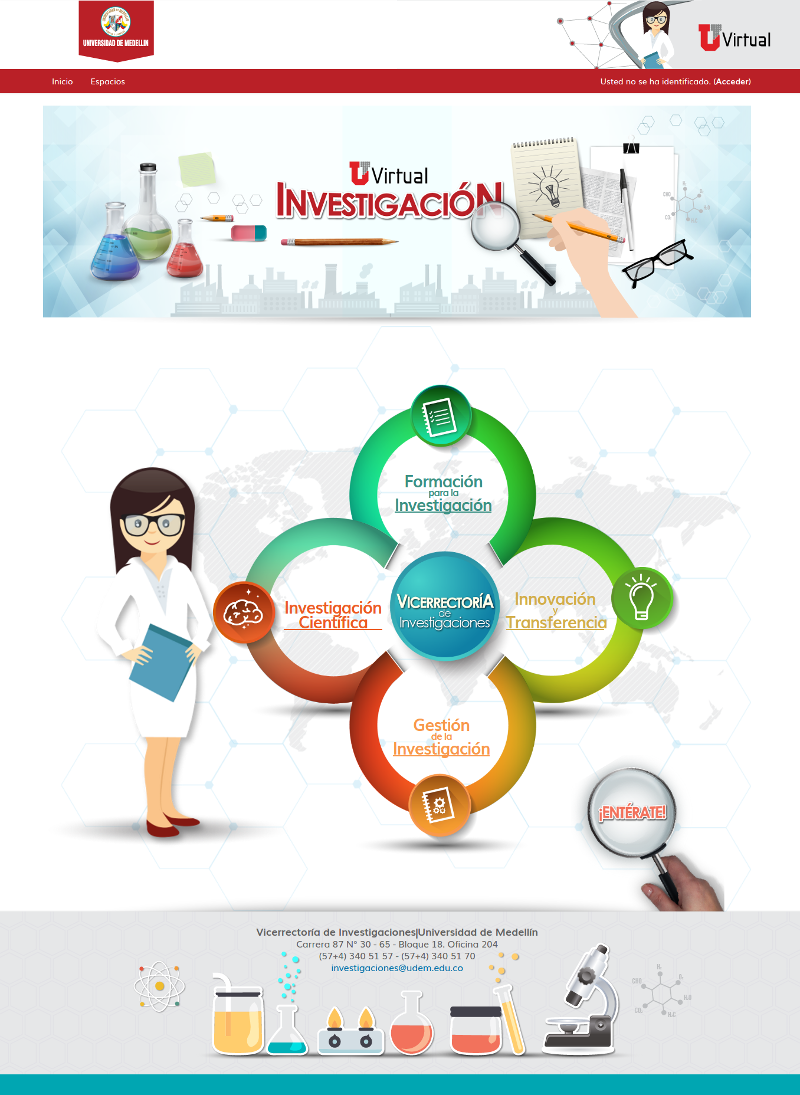 UNIVERSIDAD DE MEDELLÍN
UVirtual
Inicio
Espacios
Usted no se ha identificado. (Acceder)
UVirtual
INVESTIGACIÓN
Formación
para la
Investigación
Investigación
Científica
VICERRECTORÍA
de
Investigaciones
Innovación
y
Transferencia
Gestión
de la
Investigación
¡ENTÉRATE!
Vicerrectoría de Investigaciones|Universidad de Medellín
Carrera 87 N° 30 - 65 - Bloque 18. Oficina 204
(57+4) 340 51 57 - (57+4) 340 51 70
investigaciones@udem.edu.co